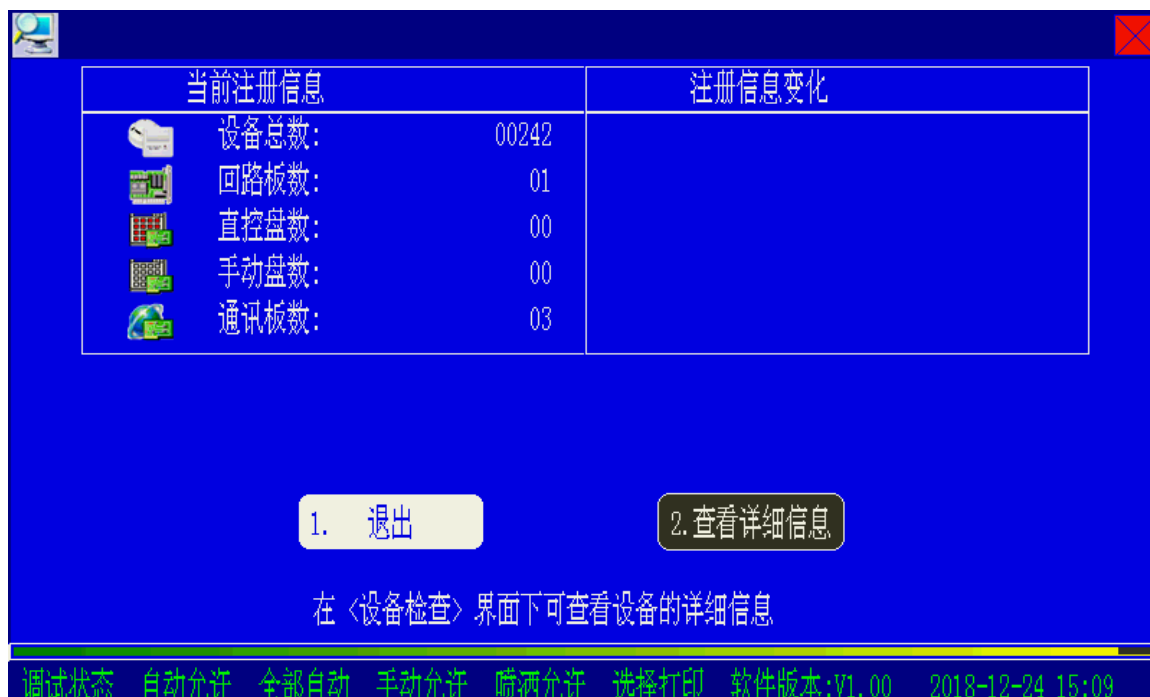 当前注册信息 注册信息变化
设备总数: 00242
回路板数: 01
直控盘数: 00
手动盘数: 00
通讯板数: 03
1. 退出 2.查看详细信息
在〈设备检查〉界面下可查看设备的详细信息
调试状态 自动允许 全部自动 手动允许 喷洒允许 选择打印 软件版本:V1.00 2018-12-24 15:09